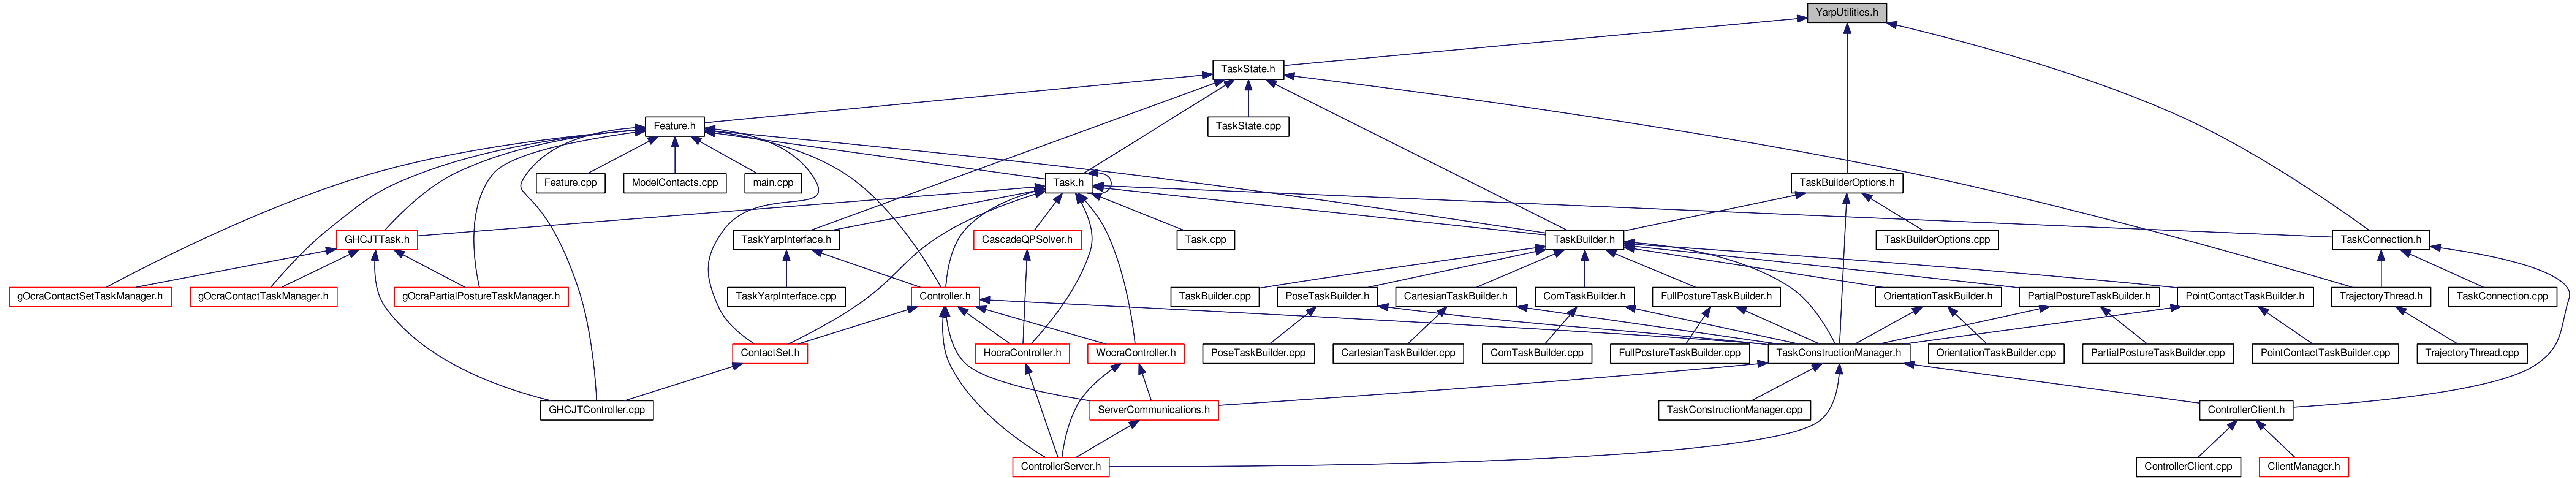 YarpUtilities.h
TaskState.h
Feature.h
TaskState.cpp
Feature.cpp
ModelContacts.cpp
main.cpp
Task.h
TaskBuilderOptions.h
GHCJTTask.h
TaskYarpInterface.h
CascadeQPSolver.h
Task.cpp
TaskBuilder.h
TaskBuilderOptions.cpp
TaskConnection.h
gOcraContactSetTaskManager.h
gOcraContactTaskManager.h
gOcraPartialPostureTaskManager.h
TaskYarpInterface.cpp
Controller.h
TaskBuilder.cpp
PoseTaskBuilder.h
CartesianTaskBuilder.h
ComTaskBuilder.h
FullPostureTaskBuilder.h
OrientationTaskBuilder.h
PartialPostureTaskBuilder.h
PointContactTaskBuilder.h
TrajectoryThread.h
TaskConnection.cpp
ContactSet.h
HocraController.h
WocraController.h
PoseTaskBuilder.cpp
CartesianTaskBuilder.cpp
ComTaskBuilder.cpp
FullPostureTaskBuilder.cpp
TaskConstructionManager.h
OrientationTaskBuilder.cpp
PartialPostureTaskBuilder.cpp
PointContactTaskBuilder.cpp
TrajectoryThread.cpp
GHCJTController.cpp
ServerCommunications.h
TaskConstructionManager.cpp
ControllerClient.h
ControllerServer.h
ControllerClient.cpp
ClientManager.h